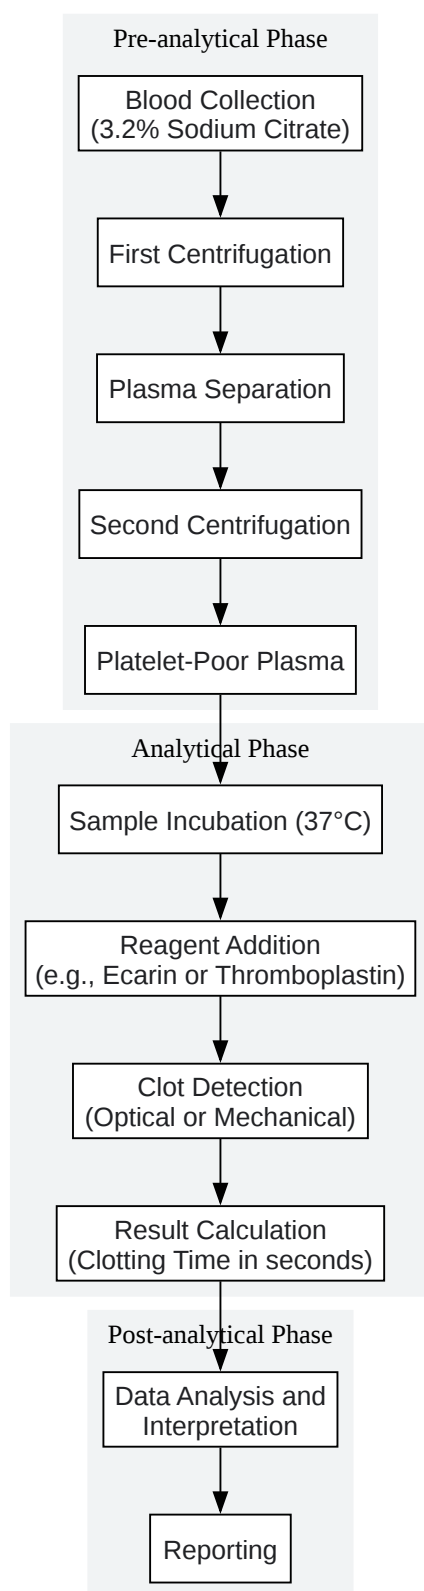 Pre-analytical Phase
Blood Collection
(3.2% Sodium Citrate)
First Centrifugation
Plasma Separation
Second Centrifugation
Platelet-Poor Plasma
Analytical Phase
Sample Incubation (37°C)
Reagent Addition
(e.g., Ecarin or Thromboplastin)
Clot Detection
(Optical or Mechanical)
Result Calculation
(Clotting Time in seconds)
Post-analytical Phase
Data Analysis and
Interpretation
Reporting